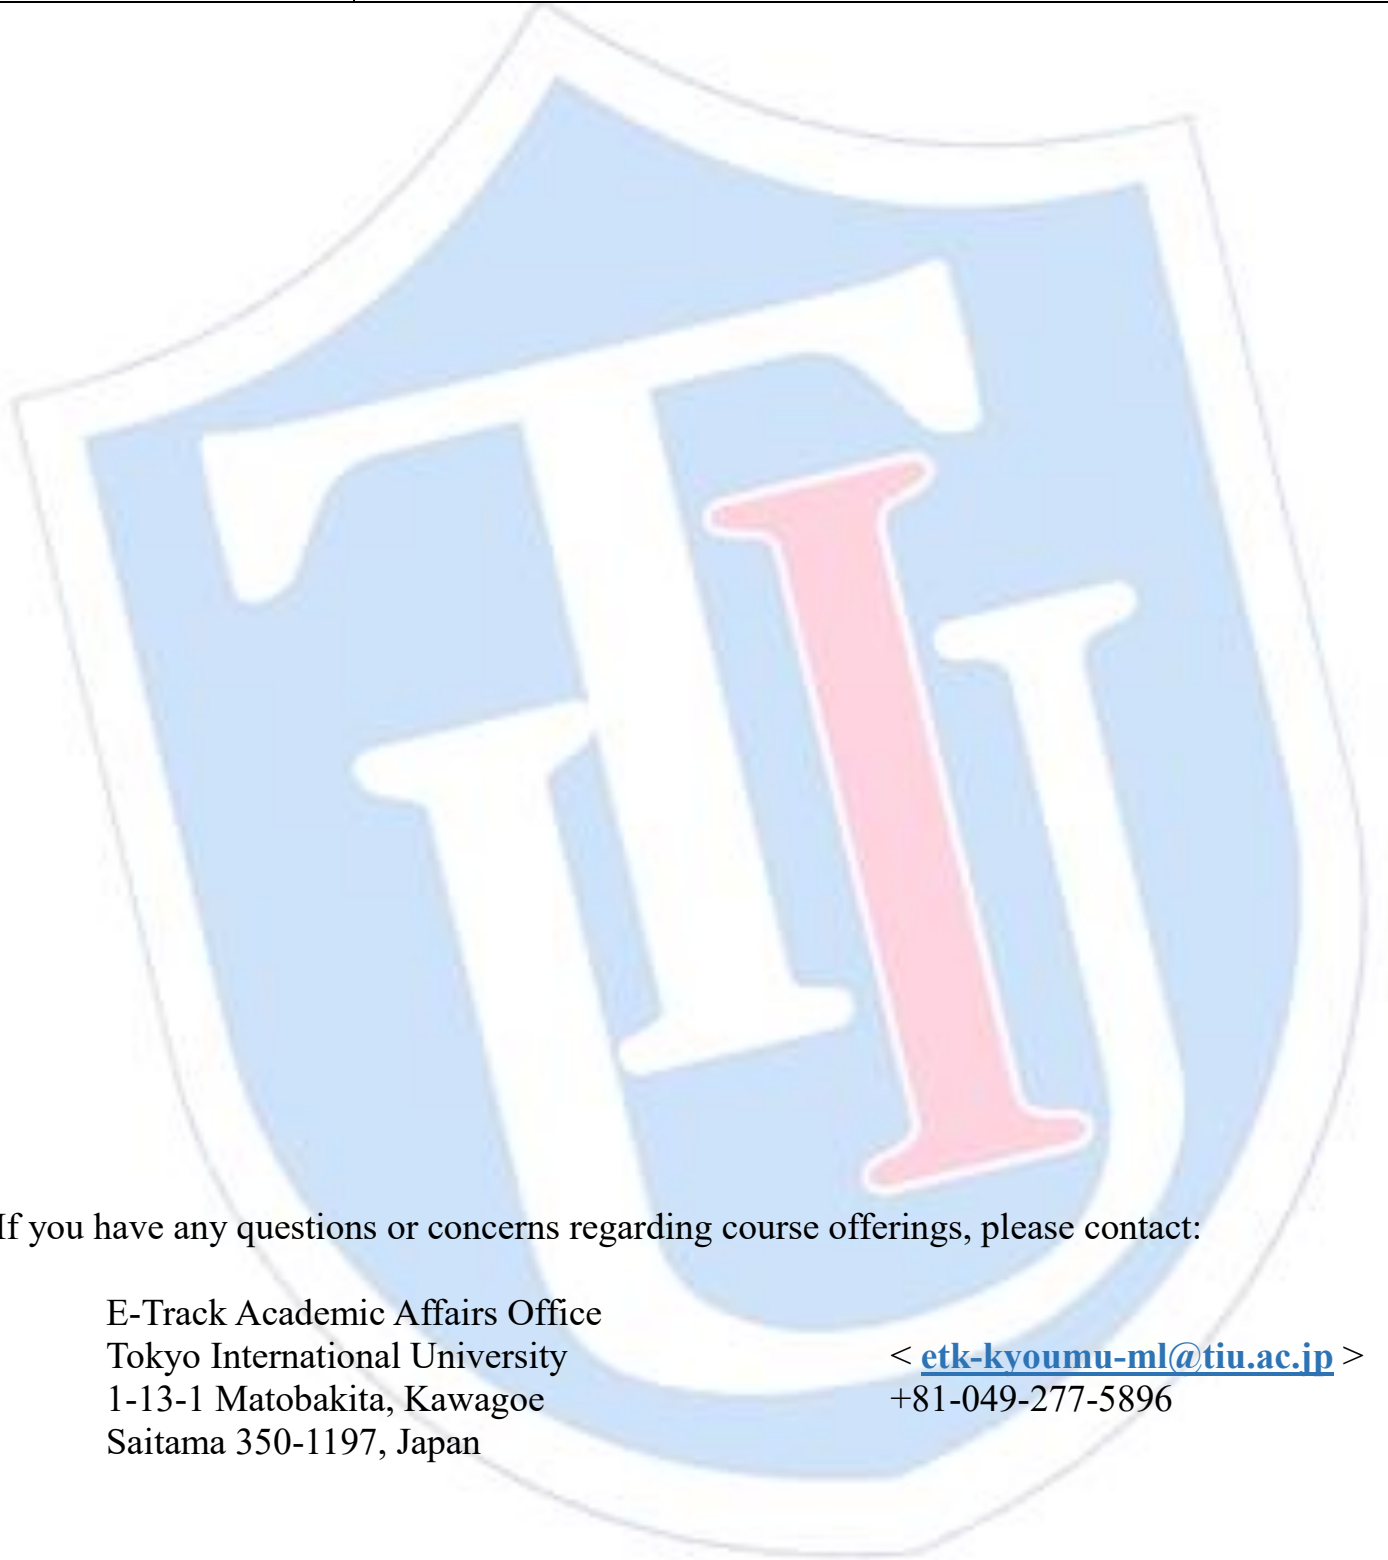 TIU
If you have any questions or concerns regarding course offerings, please contact:
E-Track Academic Affairs Office
Tokyo International University
1-13-1 Matobakita, Kawagoe
Saitama 350-1197, Japan
< etk-kyoumu-ml@tiu.ac.jp >
+81-049-277-5896